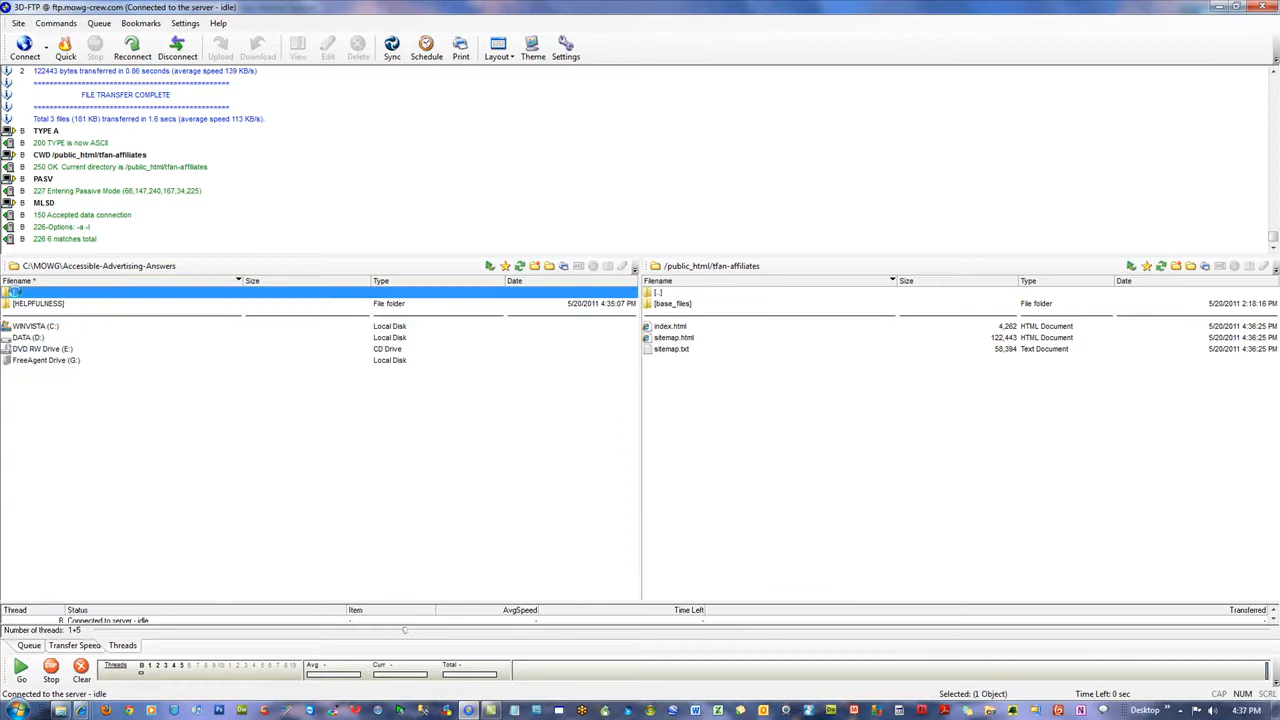 3D-FTP @ ftp.mowg-crew.com (Connected to the server - idle)
Site Commands Queue Bookmarks Settings Help
Connect Quick Stop Reconnect Disconnect Upload Download View Edit Delete Sync Schedule Print Layout Theme Settings
2 122443 bytes transferred in 0.86 seconds (average speed 139 KB/s)
==================================================
FILE TRANSFER COMPLETE
==================================================
Total 3 files (181 KB) transferred in 1.6 secs (average speed 113 KB/s).
B TYPE A
B 200 TYPE is now ASCII
B CWD /public_html/tfan-affiliates
B 250 OK. Current directory is /public_html/tfan-affiliates
B PASV
B 227 Entering Passive Mode (66,147,240,167,34,225)
B MLSD
B 150 Accepted data connection
B 226-Options: -a -l
B 226 6 matches total
C:\MOWG\Accessible-Advertising-Answers /public_html/tfan-affiliates
Filename * Size Type Date Filename Size Type Date
[..]
[HELPFULNESS] File folder 5/20/2011 4:35:07 PM [base_files] File folder 5/20/2011 2:18:16 PM
WINVISTA (C:) Local Disk index.html 4,262 HTML Document 5/20/2011 4:36:25 PM
DATA (D:) Local Disk sitemap.html 122,443 HTML Document 5/20/2011 4:36:25 PM
DVD RW Drive (E:) CD Drive sitemap.txt 58,394 Text Document 5/20/2011 4:36:25 PM
FreeAgent Drive (G:) Local Disk
Thread Status Item AvgSpeed Time Left Transferred
B Connected to server - idle - - - -
Number of threads: 1+5
Queue Transfer Speed Threads
Go Stop Clear Threads B 1 2 3 4 5 6 7 8 9 10 11 12 13 14 15 16 17 18 19 Avg - Curr - Total -
Connected to the server - idle Selected: (1 Object) Time Left: 0 sec CAP NUM SCRL
Desktop 4:37 PM